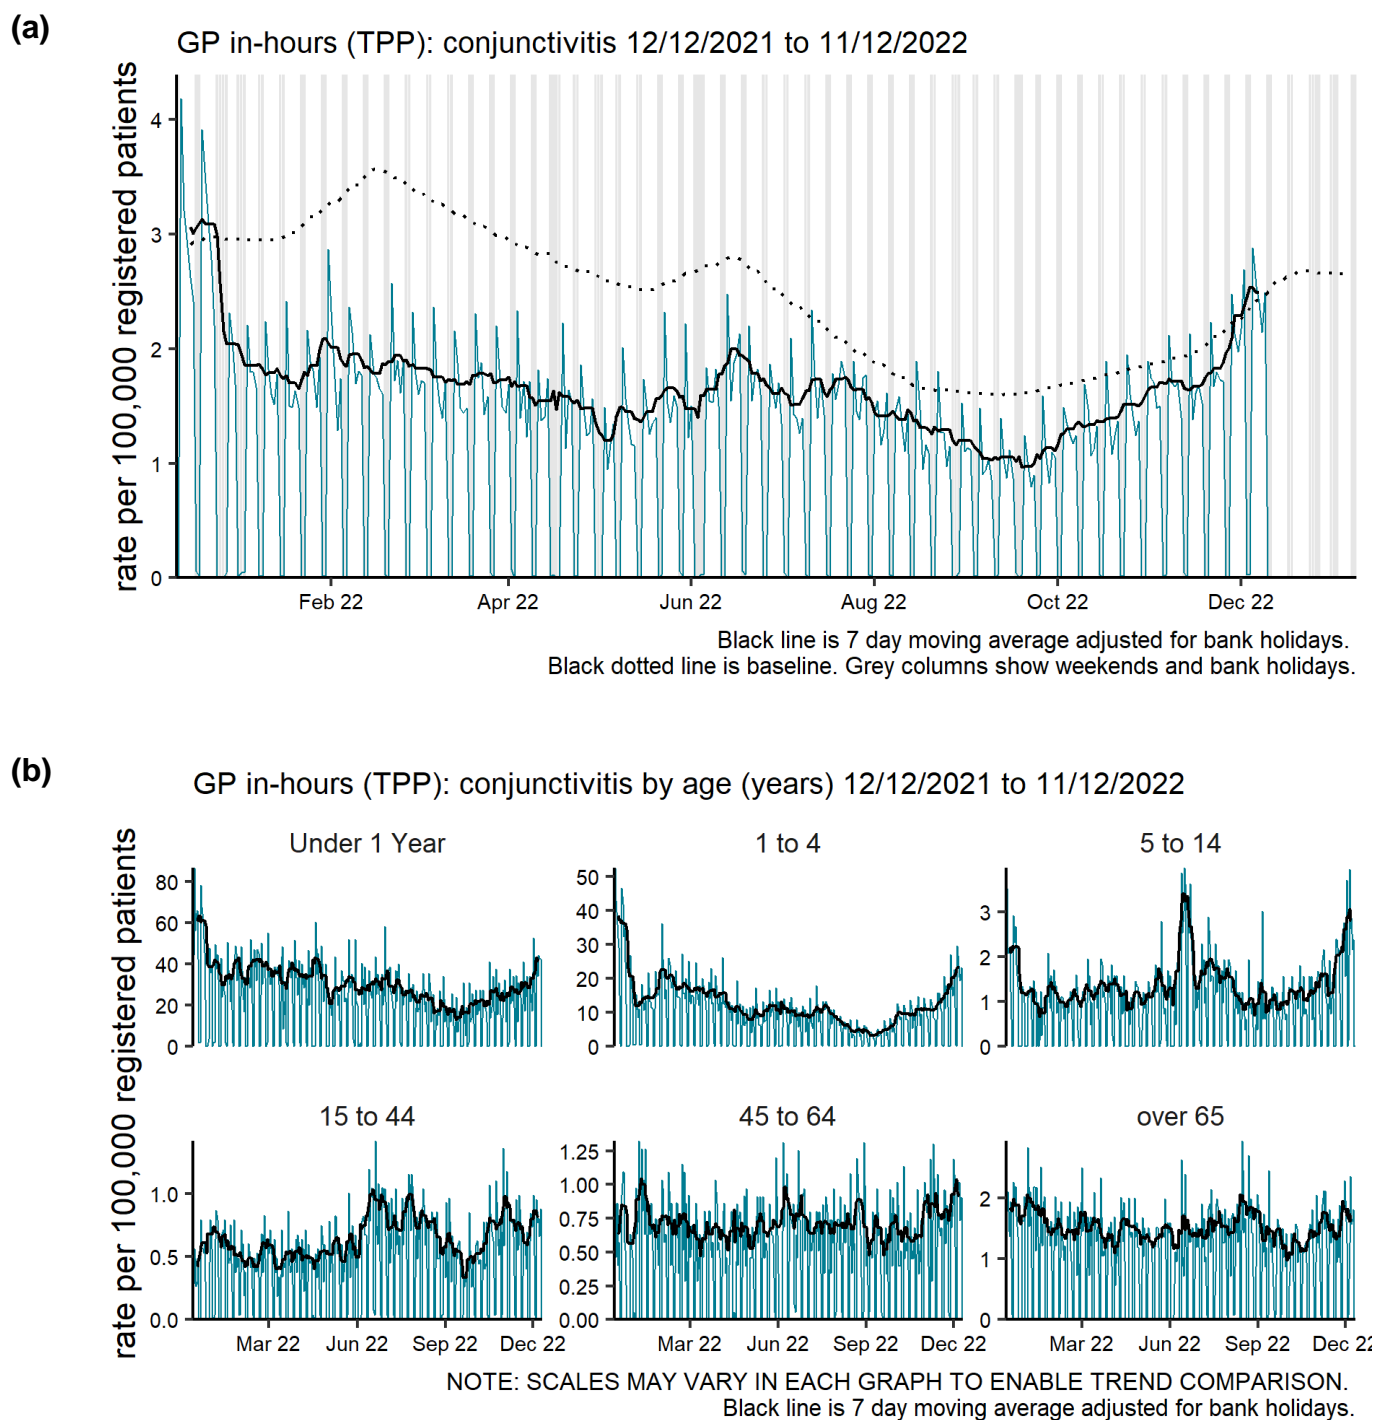 (a)
GP in-hours (TPP): conjunctivitis 12/12/2021 to 11/12/2022
rate per 100,000 registered patients
4
3
2
1
0
Feb 22
Apr 22
Jun 22
Aug 22
Oct 22
Dec 22
Black line is 7 day moving average adjusted for bank holidays.
Black dotted line is baseline. Grey columns show weekends and bank holidays.
(b)
GP in-hours (TPP): conjunctivitis by age (years) 12/12/2021 to 11/12/2022
rate per 100,000 registered patients
Under 1 Year
80
60
40
20
0
1 to 4
50
40
30
20
10
0
5 to 14
3
2
1
0
15 to 44
1.0
0.5
0.0
Mar 22
Jun 22
Sep 22
Dec 22
45 to 64
1.25
1.00
0.75
0.50
0.25
0.00
Mar 22
Jun 22
Sep 22
Dec 22
over 65
2
1
0
Mar 22
Jun 22
Sep 22
Dec 22
NOTE: SCALES MAY VARY IN EACH GRAPH TO ENABLE TREND COMPARISON.
Black line is 7 day moving average adjusted for bank holidays.